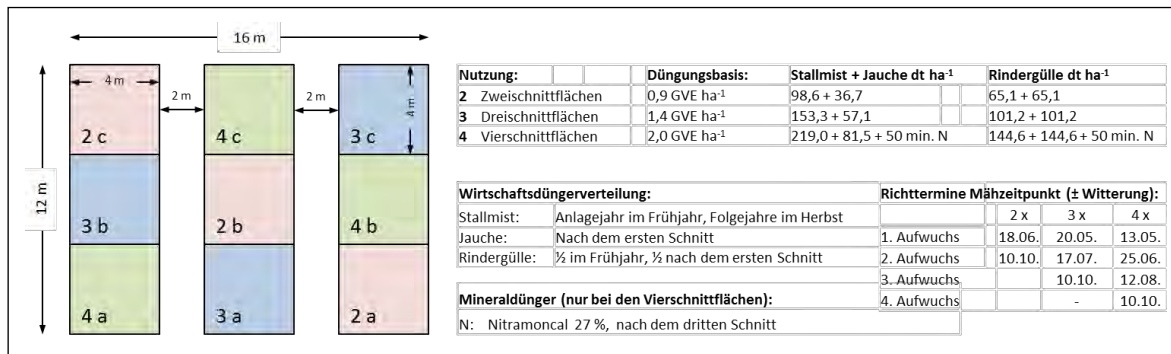 16 m
4 m
2 m
2 m
4 m
12 m
2 c
4 c
3 c
3 b
2 b
4 b
4 a
3 a
2 a
Nutzung: Düngungsbasis: Stallmist + Jauche dt ha⁻¹ Rindergülle dt ha⁻¹
2 Zweischnittflächen 0,9 GVE ha⁻¹ 98,6 + 36,7 65,1 + 65,1
3 Dreischnittflächen 1,4 GVE ha⁻¹ 153,3 + 57,1 101,2 + 101,2
4 Vierschnittflächen 2,0 GVE ha⁻¹ 219,0 + 81,5 + 50 min. N 144,6 + 144,6 + 50 min. N
Wirtschaftsdüngerverteilung:
Stallmist: Anlagejahr im Frühjahr, Folgejahre im Herbst
Jauche: Nach dem ersten Schnitt
Rindergülle: ½ im Frühjahr, ½ nach dem ersten Schnitt
Mineraldünger (nur bei den Vierschnittflächen):
N: Nitramoncal 27 %, nach dem dritten Schnitt
Richttermine Mähzeitpunkt (± Witterung):
2 x 3 x 4 x
1. Aufwuchs 18.06. 20.05. 13.05.
2. Aufwuchs 10.10. 17.07. 25.06.
3. Aufwuchs 10.10. 12.08.
4. Aufwuchs - 10.10.